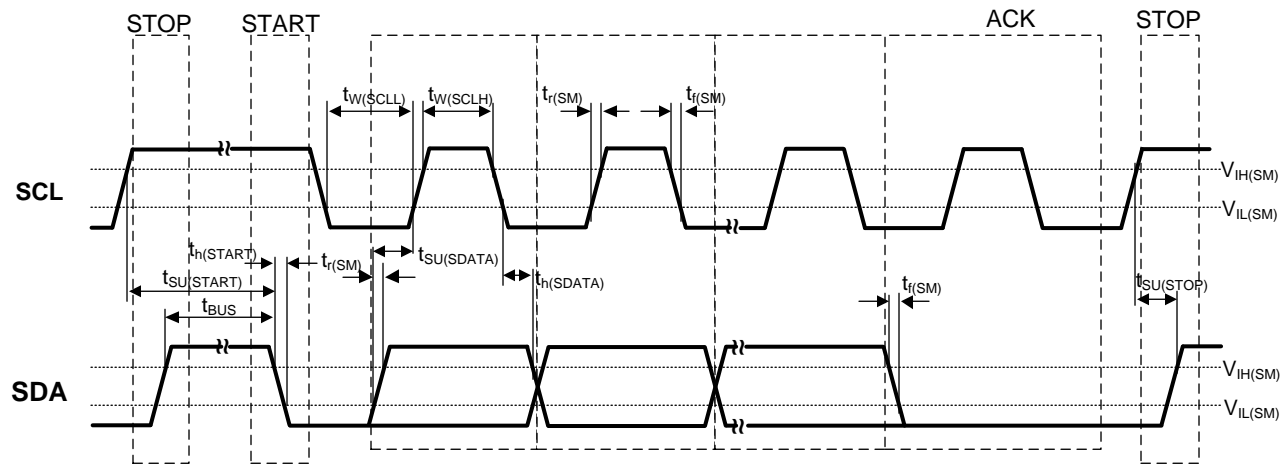 STOP START ACK STOP
tW(SCLL) tW(SCLH) tr(SM) tf(SM)
SCL
VIH(SM)
VIL(SM)
th(START) tr(SM) tSU(SDATA)
tSU(START) th(SDATA) tf(SM) tSU(STOP)
tBUS
SDA
VIH(SM)
VIL(SM)